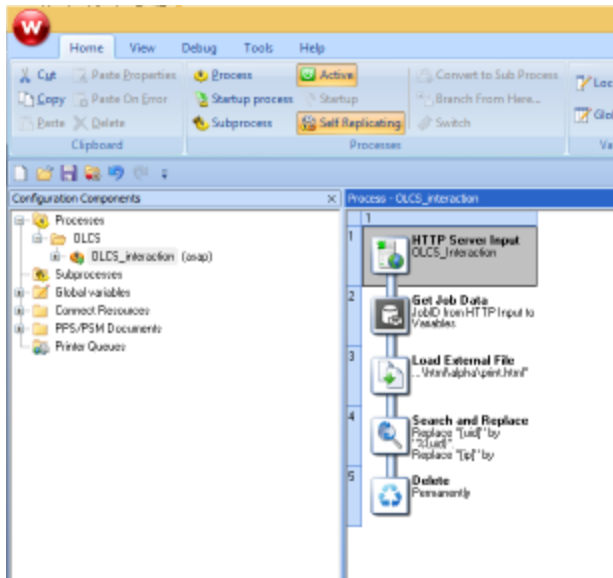 W
Home View Debug Tools Help
Cut Paste Properties Process Active Convert to Sub Process
Copy Paste On Error Startup process Startup Branch From Here...
Paste Delete Subprocess Self Replicating Switch
Clipboard Processes
Configuration Components
Process - OLCS_interaction
Processes
OLCS
OLCS_interaction (asap)
Subprocesses
Global variables
Connect Resources
PPS/PSM Documents
Printer Queues
1
1 HTTP Server Input
OLCS_Interaction
2 Get Job Data
JobID from HTTP Input to
Variables
3 Load External File
...\html\alpha\print.html"
4 Search and Replace
Replace "[uid]" by
Replace "[ip]" by
5 Delete
Permanently